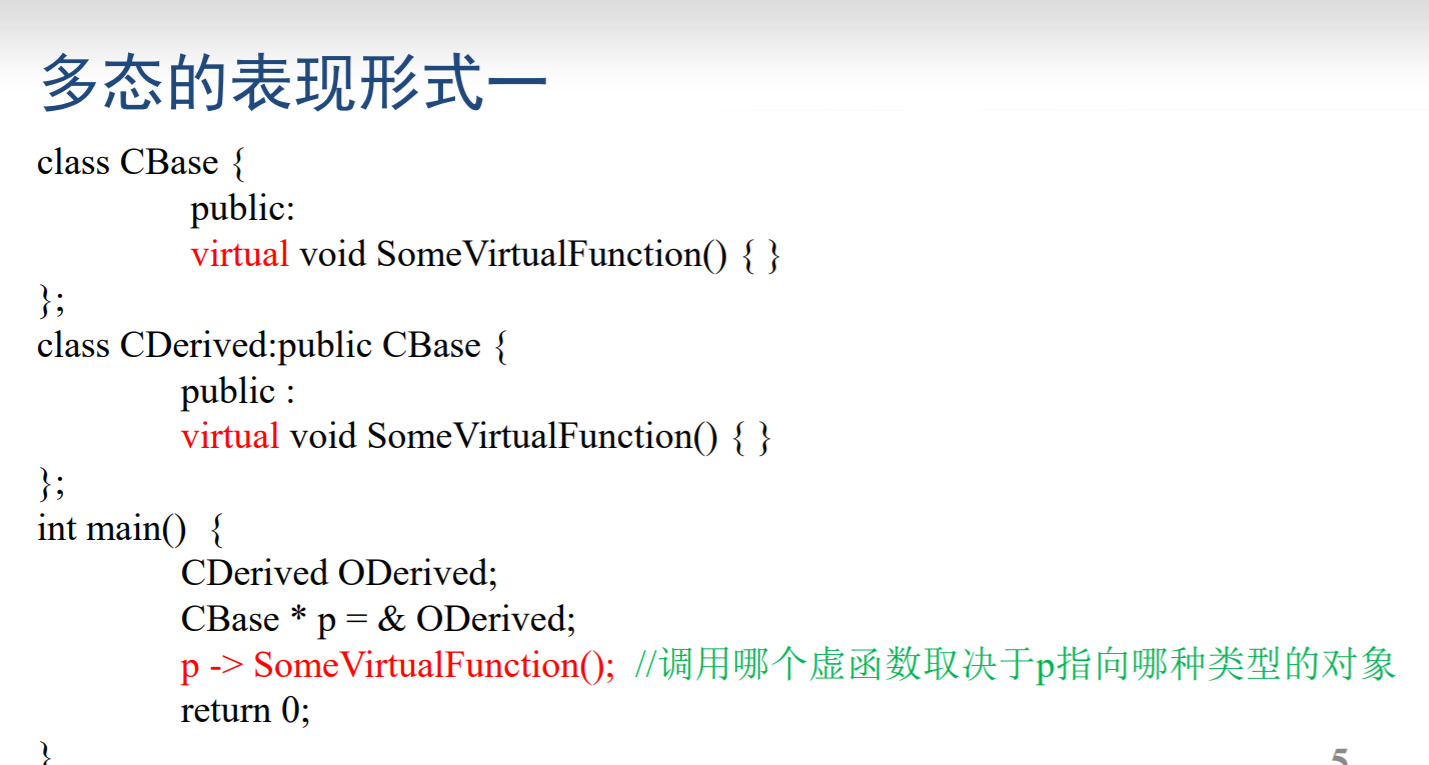 多态的表现形式一
class CBase {
public:
virtual void SomeVirtualFunction() { }
};
class CDerived:public CBase {
public :
virtual void SomeVirtualFunction() { }
};
int main() {
CDerived ODerived;
CBase * p = & ODerived;
p -> SomeVirtualFunction(); //调用哪个虚函数取决于p指向哪种类型的对象
return 0;
}
5